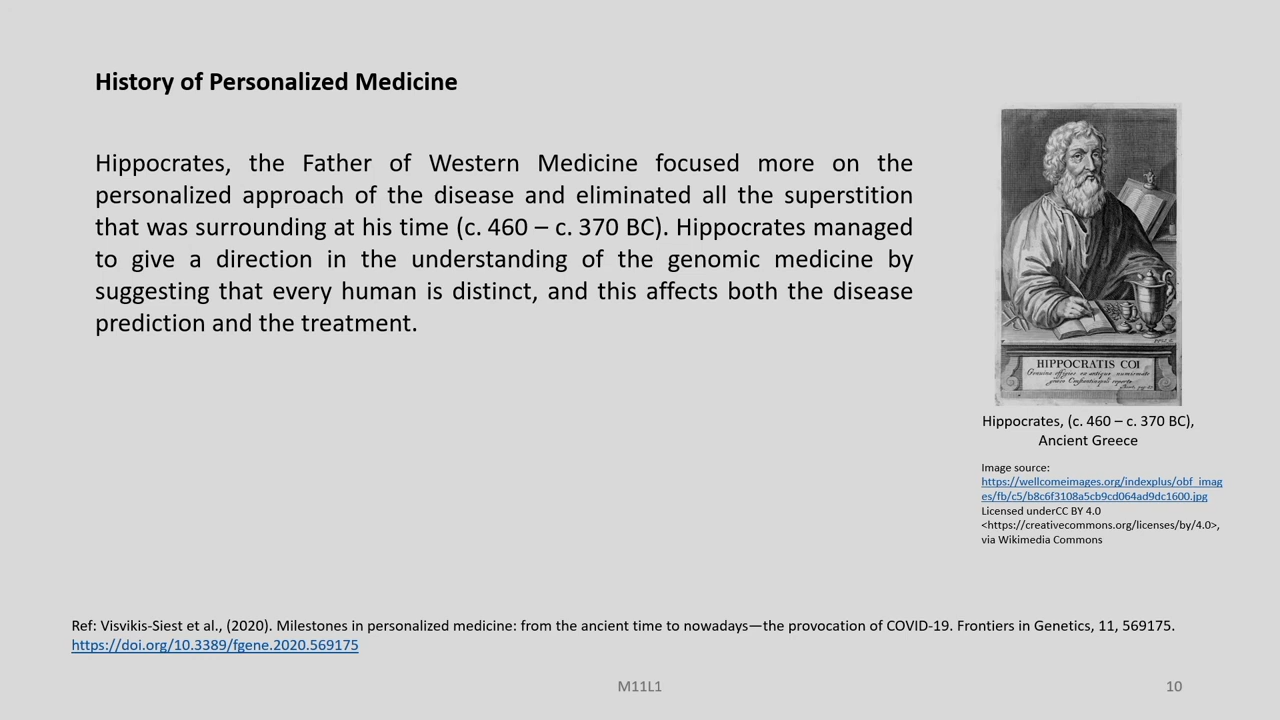 History of Personalized Medicine
Hippocrates, the Father of Western Medicine focused more on the
personalized approach of the disease and eliminated all the superstition
that was surrounding at his time (c. 460 – c. 370 BC). Hippocrates managed
to give a direction in the understanding of the genomic medicine by
suggesting that every human is distinct, and this affects both the disease
prediction and the treatment.
HIPPOCRATIS COI
Hippocrates, (c. 460 – c. 370 BC),
Ancient Greece
Image source:
https://wellcomeimages.org/indexplus/obf_imag
es/fb/c5/b8c6f3108a5cb9cd064ad9dc1600.jpg
Licensed underCC BY 4.0
<https://creativecommons.org/licenses/by/4.0>,
via Wikimedia Commons
Ref: Visvikis-Siest et al., (2020). Milestones in personalized medicine: from the ancient time to nowadays—the provocation of COVID-19. Frontiers in Genetics, 11, 569175.
https://doi.org/10.3389/fgene.2020.569175
M11L1
10